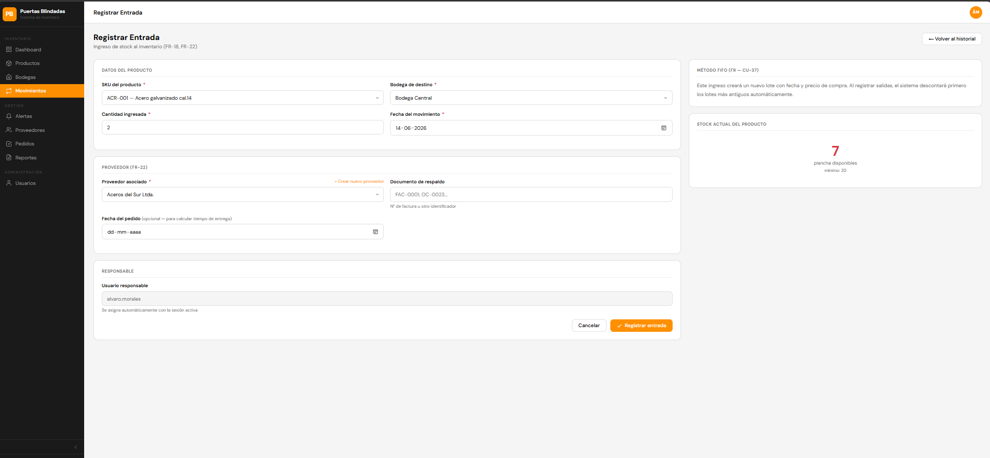 PB
Puertas Blindadas
Sistema de Inventario
INVENTARIO
Dashboard
Productos
Bodegas
Movimientos
GESTIÓN
Alertas
Proveedores
Pedidos
Reportes
ADMINISTRACIÓN
Usuarios
Registrar Entrada
ÁM
Registrar Entrada
Ingreso de stock al inventario (FR-18, FR-22)
← Volver al historial
DATOS DEL PRODUCTO
SKU del producto *
ACR-001 — Acero galvanizado cal.14
Bodega de destino *
Bodega Central
Cantidad ingresada *
2
Fecha del movimiento *
14-06-2026
PROVEEDOR (FR-22)
Proveedor asociado *
+ Crear nuevo proveedor
Aceros del Sur Ltda.
Documento de respaldo
FAC-0001, OC-0023...
N° de factura u otro identificador
Fecha del pedido (opcional — para calcular tiempo de entrega)
dd-mm-aaaa
RESPONSABLE
Usuario responsable
alvaro.morales
Se asigna automáticamente con la sesión activa
Cancelar
✓ Registrar entrada
MÉTODO FIFO (FR — CU-37)
Este ingreso creará un nuevo lote con fecha y precio de compra. Al registrar salidas, el sistema descontará primero
los lotes más antiguos automáticamente.
STOCK ACTUAL DEL PRODUCTO
7
plancha disponibles